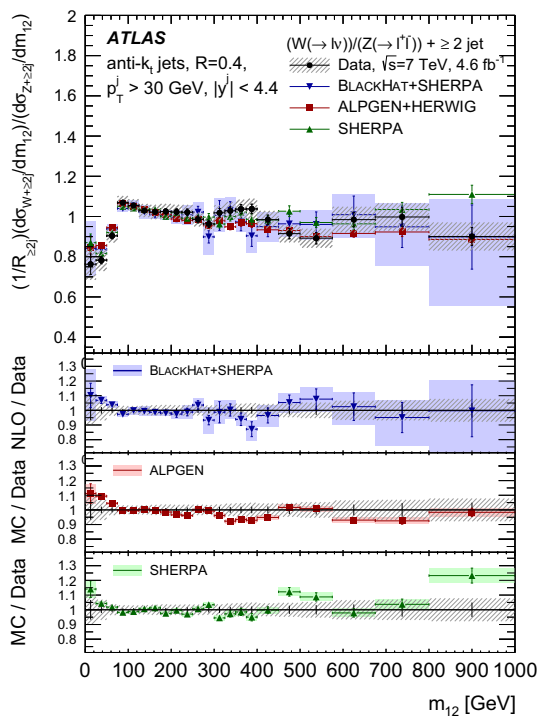 (1/R≥2j)(dσW+≥2j/dm12)/(dσZ+≥2j/dm12)
2
1.8
1.6
1.4
1.2
1
0.8
0.6
0.4
ATLAS
anti-kt jets, R=0.4,
pTj > 30 GeV, |yj| < 4.4
(W(→ lν))/(Z(→ l+l-)) + ≥ 2 jet
Data, √s=7 TeV, 4.6 fb-1
BLACKHAT+SHERPA
ALPGEN+HERWIG
SHERPA
NLO / Data
1.3
1.2
1.1
1
0.9
0.8
BLACKHAT+SHERPA
MC / Data
1.3
1.2
1.1
1
0.9
0.8
ALPGEN
MC / Data
1.3
1.2
1.1
1
0.9
0.8
SHERPA
0 100 200 300 400 500 600 700 800 900 1000
m12 [GeV]